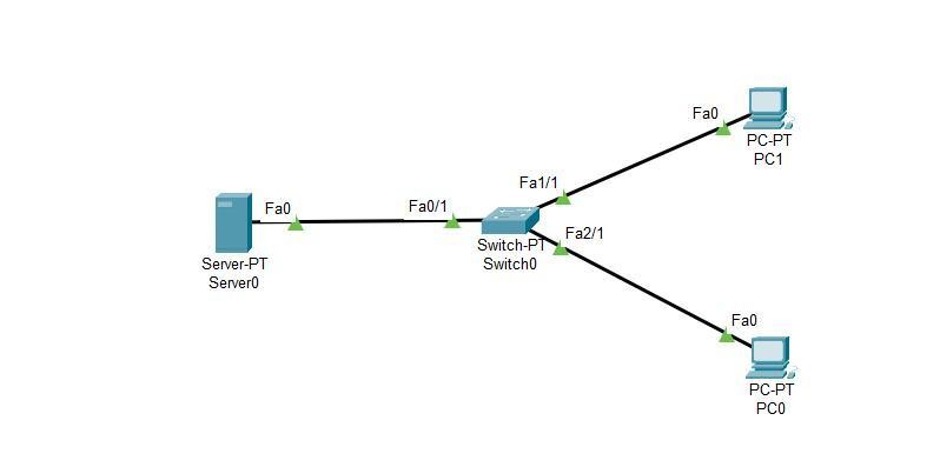 Fa0
PC-PT
PC1
Fa1/1
Fa0
Fa0/1
Server-PT
Server0
Switch-PT
Switch0
Fa2/1
Fa0
PC-PT
PC0